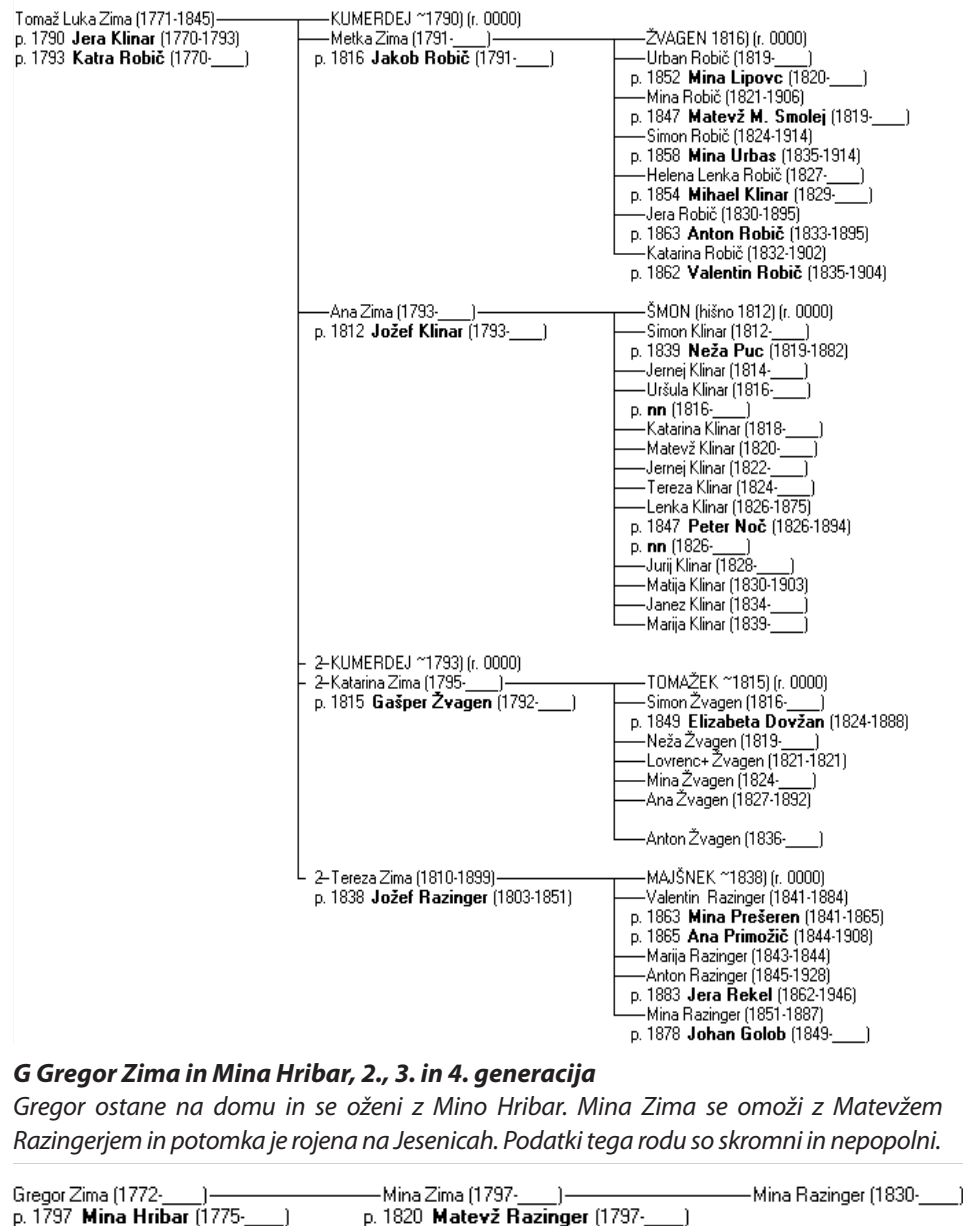 Tomaž Luka Zima (1771-1845)
p. 1790 Jera Klinar (1770-1793)
p. 1793 Katra Robič (1770-____)
KUMERDEJ ~1790) (r. 0000)
Metka Zima (1791-____)
p. 1816 Jakob Robič (1791-____)
ŽVAGEN 1816) (r. 0000)
Urban Robič (1819-____)
p. 1852 Mina Lipovc (1820-____)
Mina Robič (1821-1906)
p. 1847 Matevž M. Smolej (1819-____)
Simon Robič (1824-1914)
p. 1858 Mina Urbas (1835-1914)
Helena Lenka Robič (1827-____)
p. 1854 Mihael Klinar (1829-____)
Jera Robič (1830-1895)
p. 1863 Anton Robič (1833-1895)
Katarina Robič (1832-1902)
p. 1862 Valentin Robič (1835-1904)
Ana Zima (1793-____)
p. 1812 Jožef Klinar (1793-____)
ŠMON (hišno 1812) (r. 0000)
Simon Klinar (1812-____)
p. 1839 Neža Puc (1819-1882)
Jernej Klinar (1814-____)
Uršula Klinar (1816-____)
p. nn (1816-____)
Katarina Klinar (1818-____)
Matevž Klinar (1820-____)
Jernej Klinar (1822-____)
Tereza Klinar (1824-____)
Lenka Klinar (1826-1875)
p. 1847 Peter Noč (1826-1894)
p. nn (1826-____)
Jurij Klinar (1828-____)
Matija Klinar (1830-1903)
Janez Klinar (1834-____)
Marija Klinar (1839-____)
2-KUMERDEJ ~1793) (r. 0000)
2-Katarina Zima (1795-____)
p. 1815 Gašper Žvagen (1792-____)
TOMAŽEK ~1815) (r. 0000)
Simon Žvagen (1816-____)
p. 1849 Elizabeta Dovžan (1824-1888)
Neža Žvagen (1819-____)
Lovrenc+ Žvagen (1821-1821)
Mina Žvagen (1824-____)
Ana Žvagen (1827-1892)
Anton Žvagen (1836-____)
2-Tereza Zima (1810-1899)
p. 1838 Jožef Razinger (1803-1851)
MAJŠNEK ~1838) (r. 0000)
Valentin Razinger (1841-1884)
p. 1863 Mina Prešeren (1841-1865)
p. 1865 Ana Primožič (1844-1908)
Marija Razinger (1843-1844)
Anton Razinger (1845-1928)
p. 1883 Jera Rekel (1862-1946)
Mina Razinger (1851-1887)
p. 1878 Johan Golob (1849-____)
G Gregor Zima in Mina Hribar, 2., 3. in 4. generacija
Gregor ostane na domu in se oženi z Mino Hribar. Mina Zima se omoži z Matevžem
Razingerjem in potomka je rojena na Jesenicah. Podatki tega rodu so skromni in nepopolni.
Gregor Zima (1772-____)
p. 1797 Mina Hribar (1775-____)
Mina Zima (1797-____)
p. 1820 Matevž Razinger (1797-____)
Mina Razinger (1830-____)